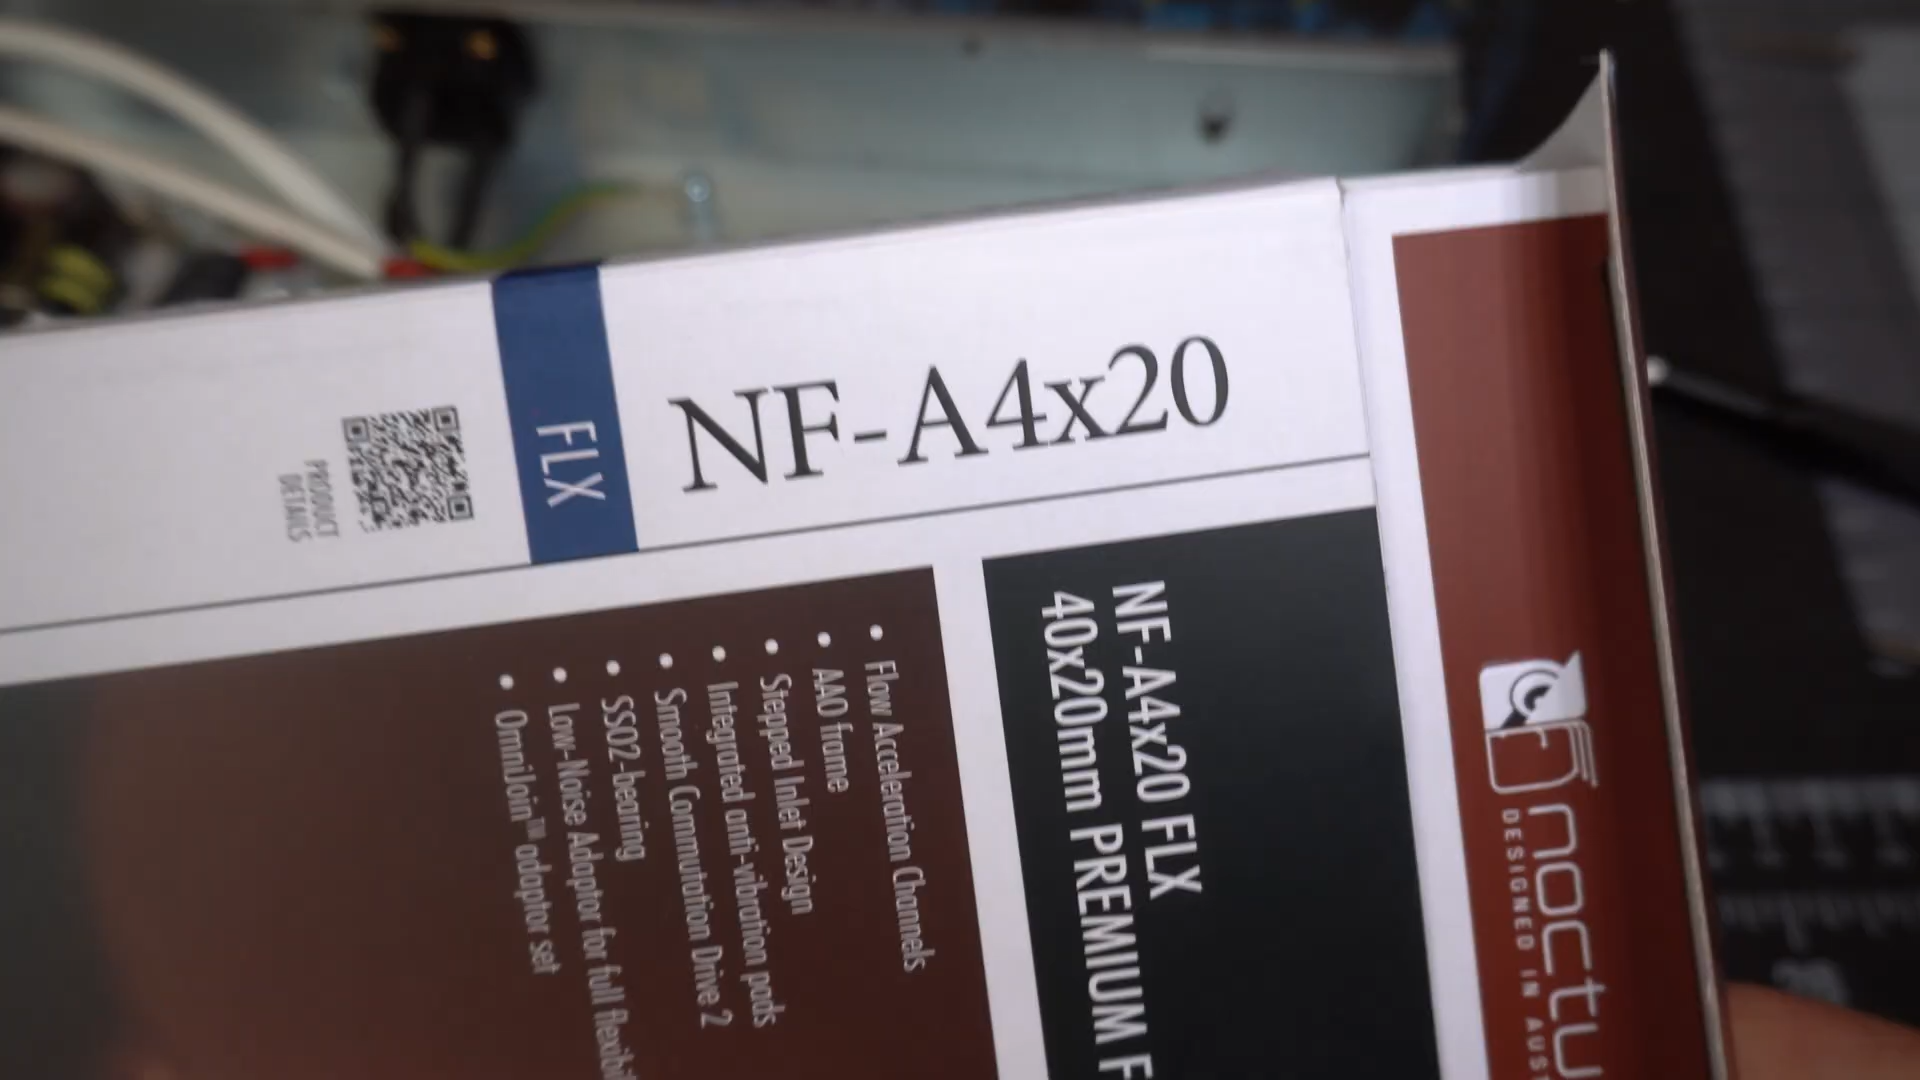 NF-A4x20
FLX
PRODUCT
DETAILS
NF-A4x20 FLX
40x20mm PREMIUM
• Flow Acceleration Channels
• AAO frame
• Stepped Inlet Design
• Integrated anti-vibration pads
• Smooth Commutation Drive 2
• SSO2-bearing
• Low-Noise Adaptor for full
• OmniJoin™ adaptor set
noctu
DESIGNED IN AUST